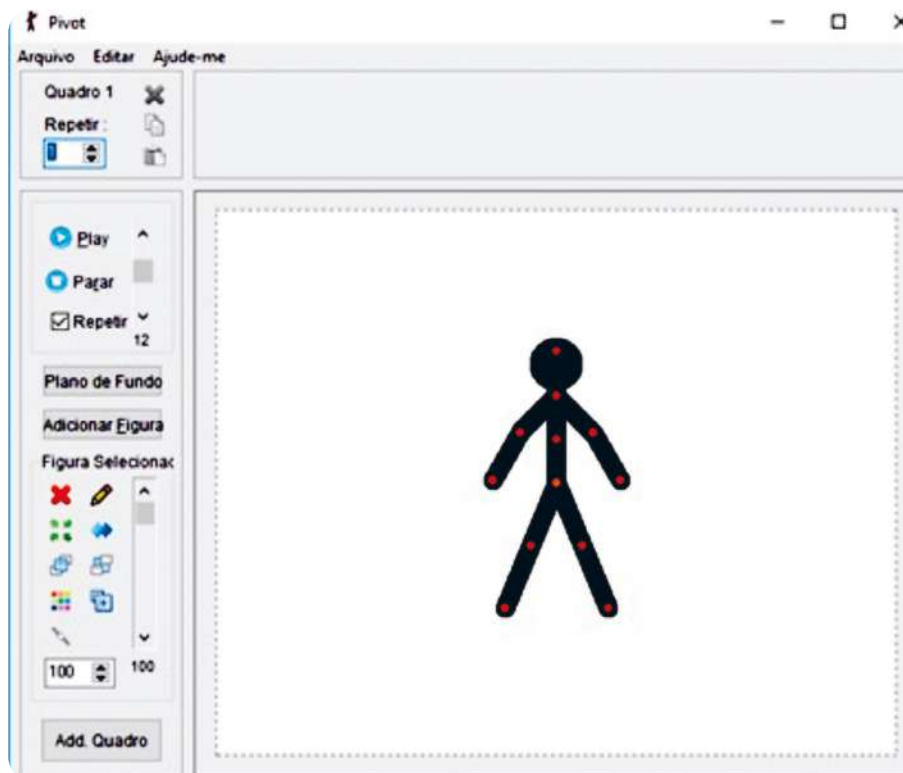 Pivot
Arquivo Editar Ajude-me
Quadro 1
Repetir :
Play
Parar
Repetir
12
Plano de Fundo
Adicionar Figura
Figura Selecionac
100
100
Add. Quadro